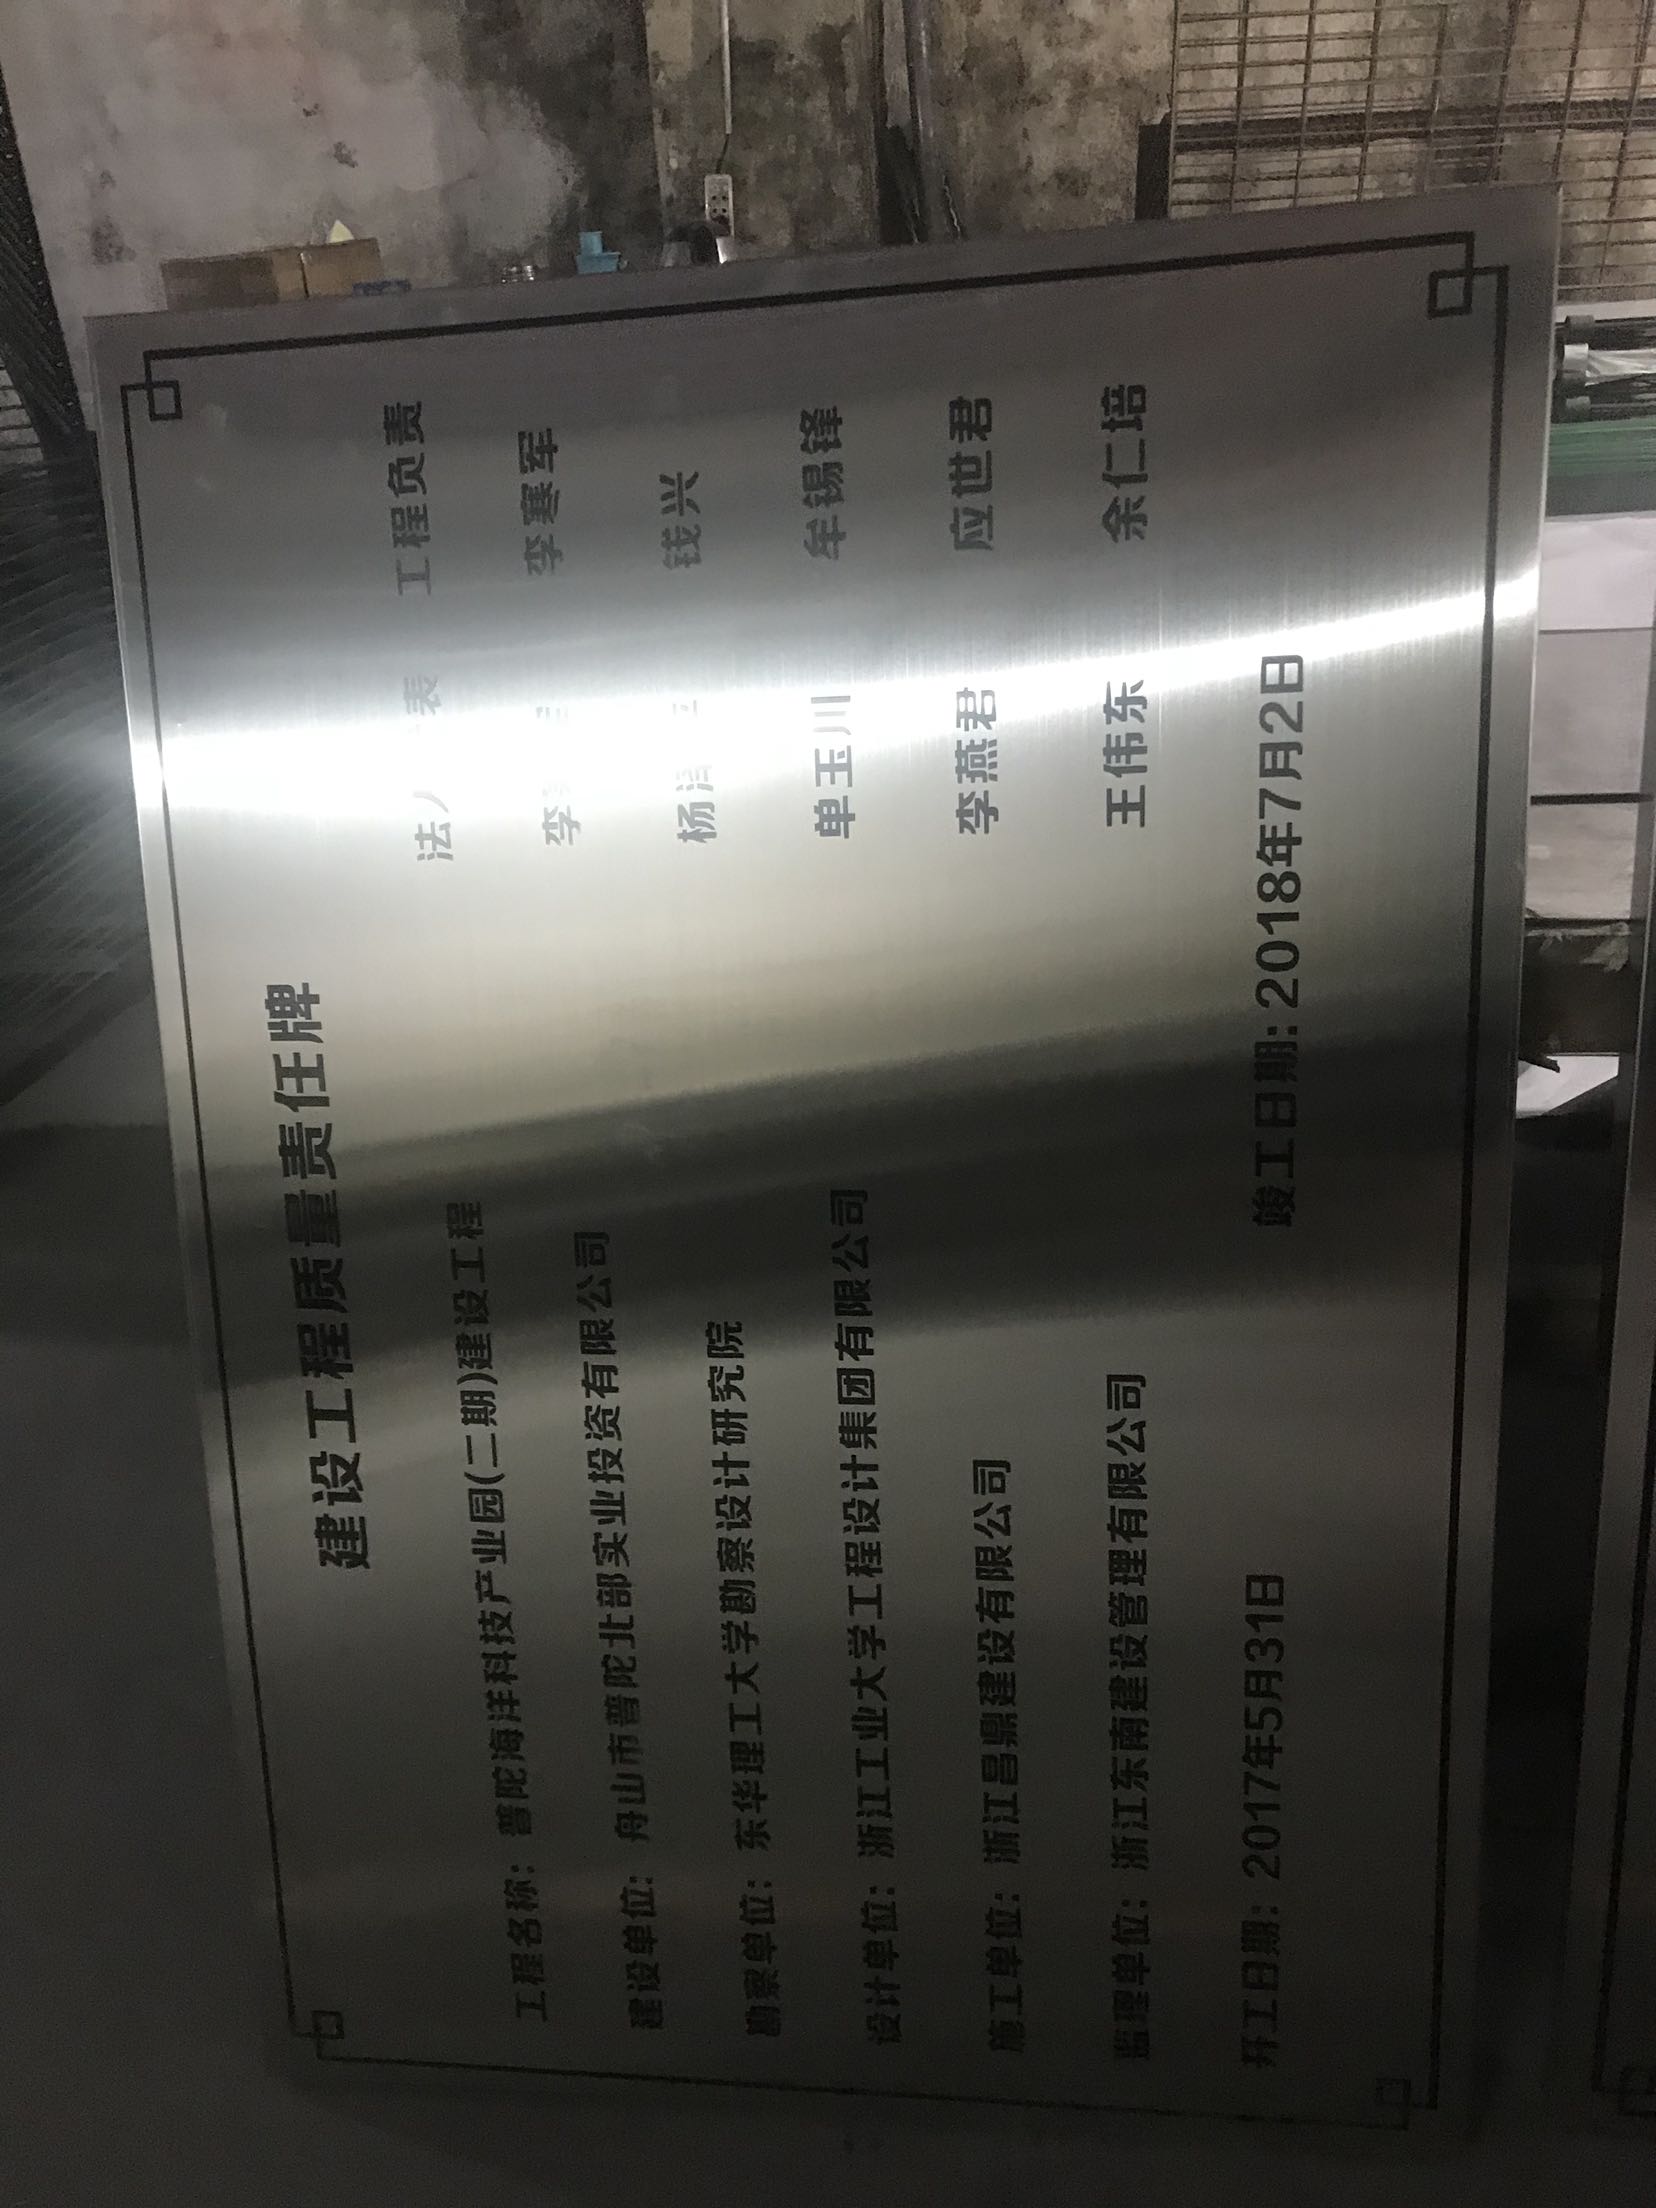 建设工程质量责任牌
工程名称：普陀海洋科技产业园(二期)建设工程 法人 表 工程负责
建设单位：舟山市普陀北部实业投资有限公司 李 李寒军
勘察单位：东华理工大学勘察设计研究院 杨 钱兴
设计单位：浙江工业大学工程设计集团有限公司 单玉川 牟锡锋
施工单位：浙江昌鼎建设有限公司 李燕君 应世君
监理单位：浙江东南建设管理有限公司 王伟东 余仁培
开工日期：2017年5月31日 竣工日期：2018年7月2日